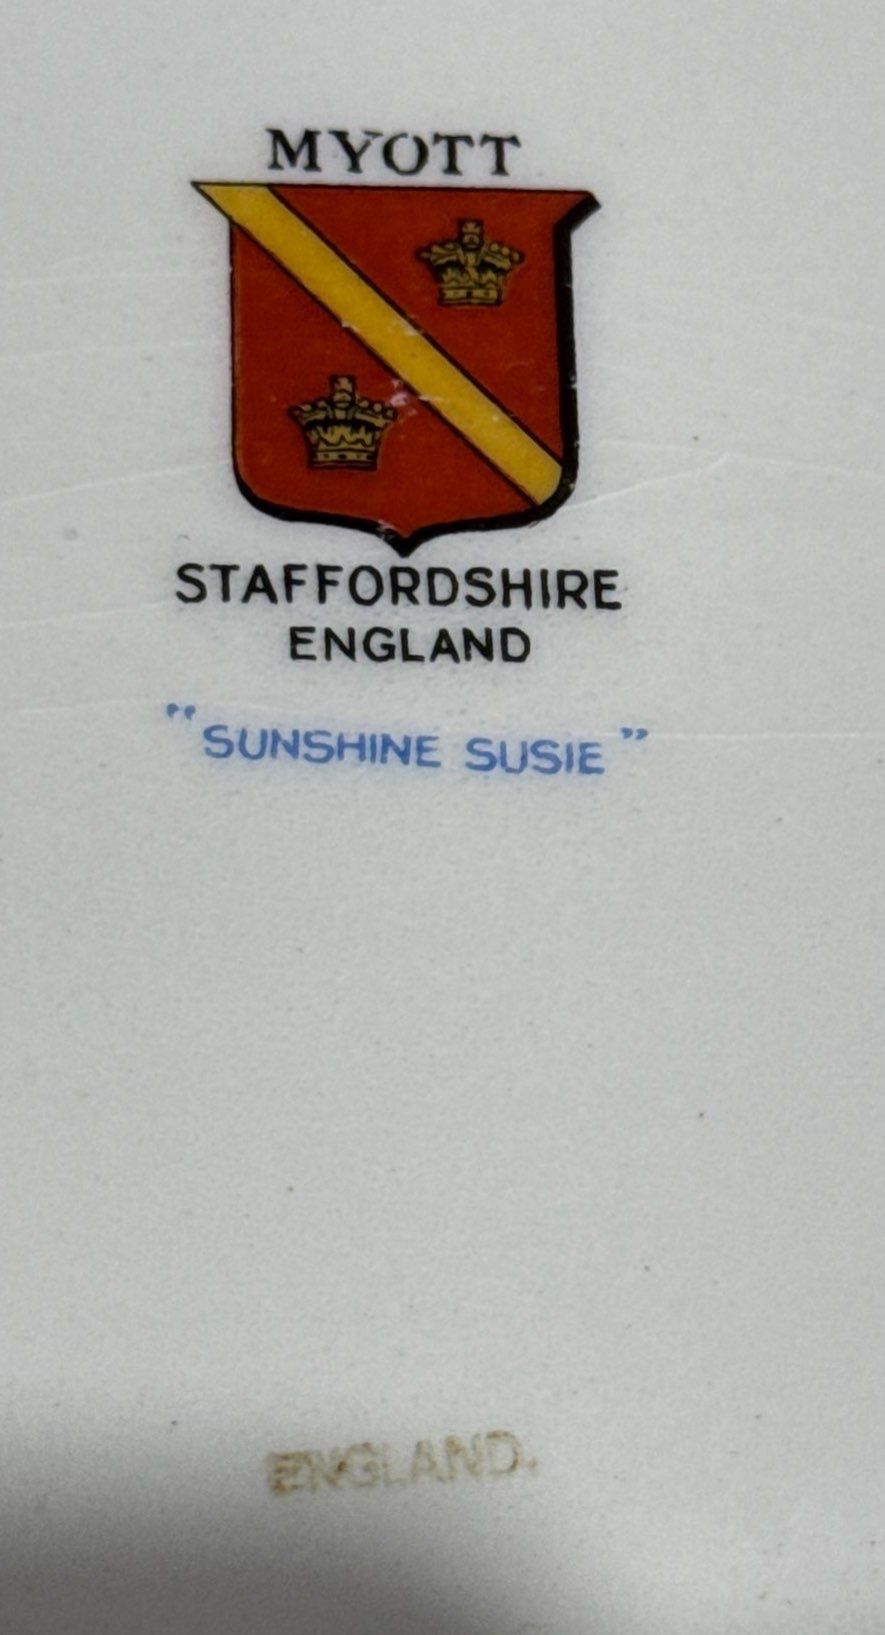 MYOTT
STAFFORDSHIRE
ENGLAND
"SUNSHINE SUSIE"
ENGLAND.